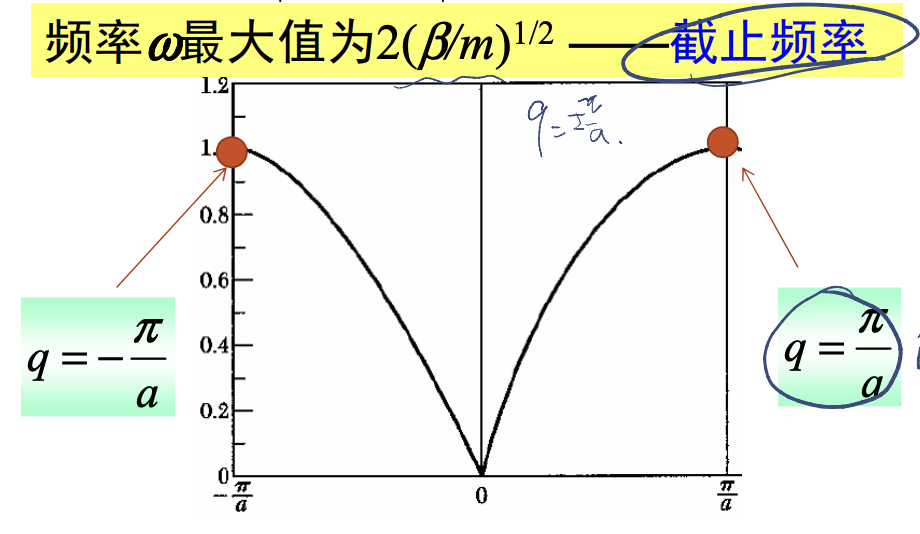 频率ω最大值为2(β/m)^{1/2} ——截止频率
1.2
q = ±π/a.
1.
0.8
0.6
q = -π/a
q = π/a
0.4
0.2
0
-π/a
0
π/a